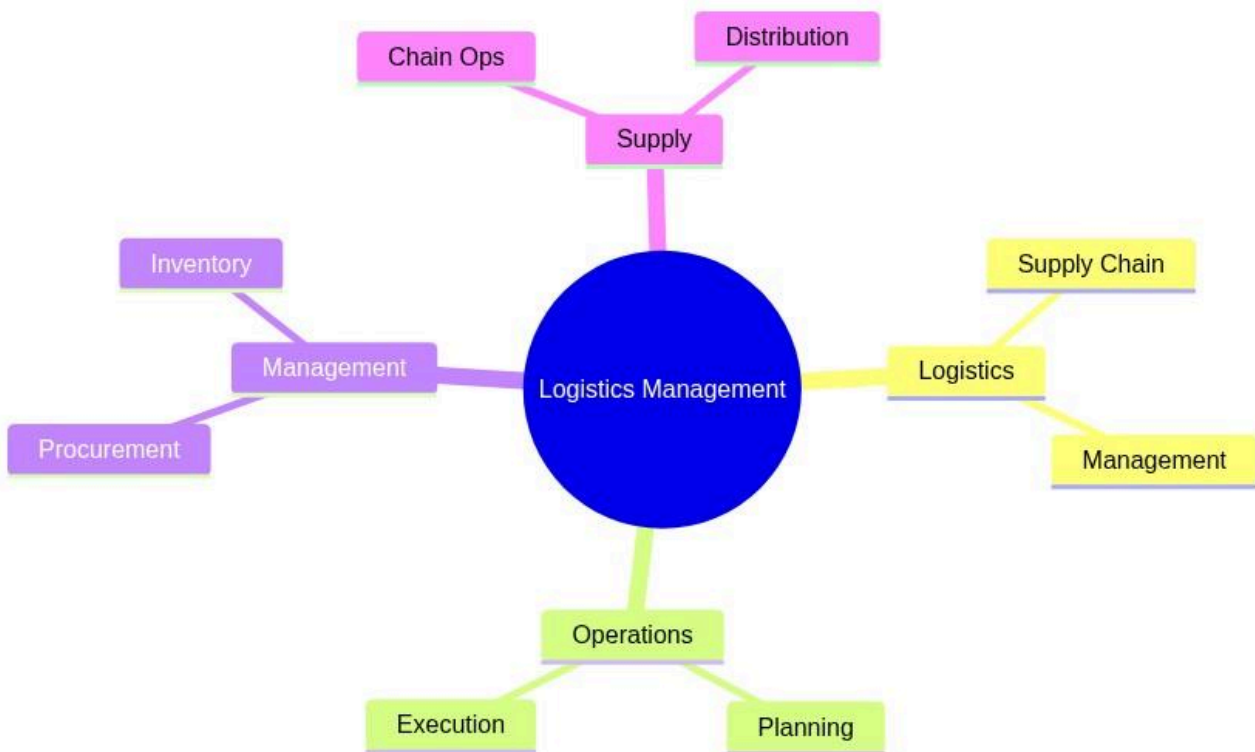 Distribution
Chain Ops
Supply
Inventory
Supply Chain
Management
Logistics
Logistics Management
Procurement
Management
Operations
Execution
Planning